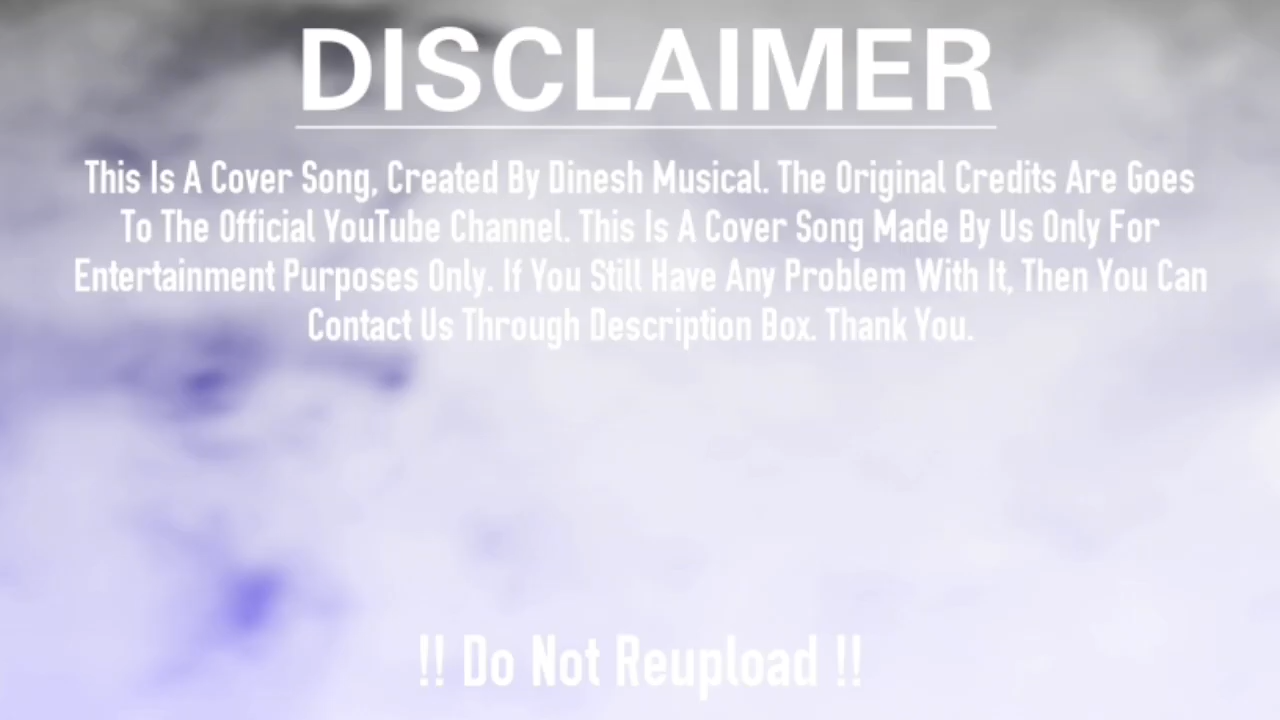 DISCLAIMER
This Is A Cover Song, Created By Dinesh Musical. The Original Credits Are Goes
To The Official YouTube Channel. This Is A Cover Song Made By Us Only For
Entertainment Purposes Only. If You Still Have Any Problem With It, Then You Can
Contact Us Through Description Box. Thank You.
!! Do Not Reupload !!